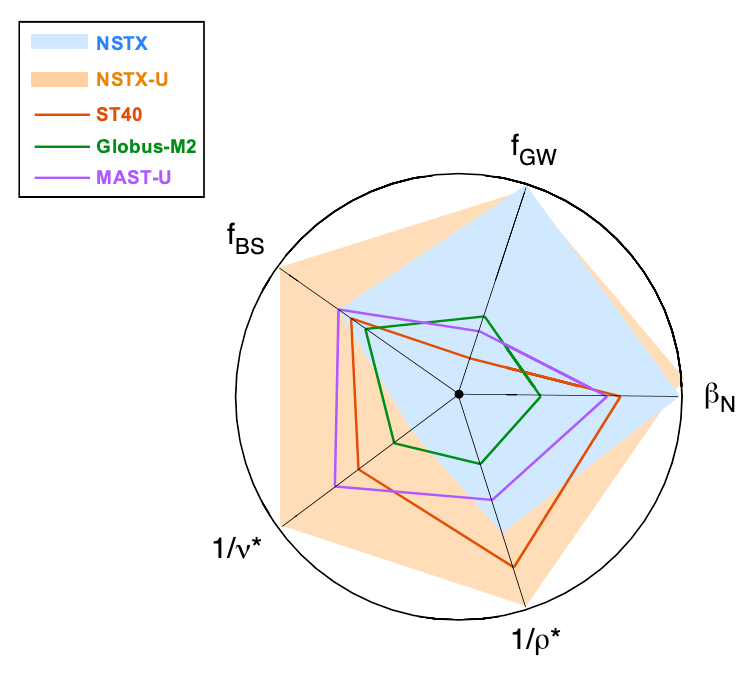 NSTX
NSTX-U
ST40
Globus-M2
MAST-U
f_GW
f_BS
β_N
1/ν*
1/ρ*